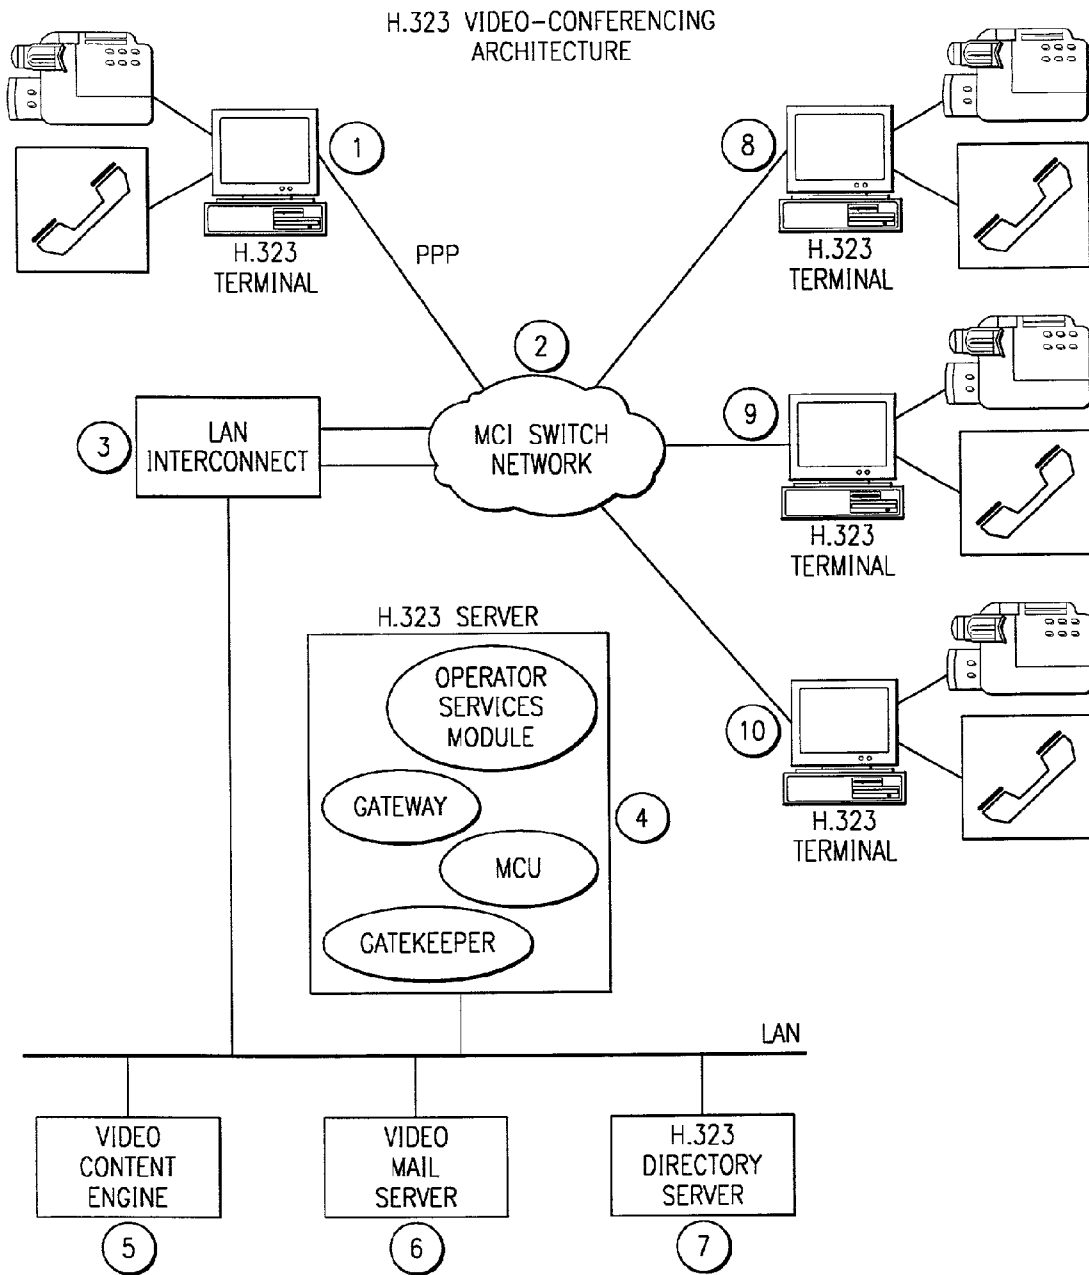 H.323 VIDEO-CONFERENCING
ARCHITECTURE
1
H.323
TERMINAL
PPP
8
H.323
TERMINAL
2
MCI SWITCH
NETWORK
3
LAN
INTERCONNECT
9
H.323
TERMINAL
H.323 SERVER
OPERATOR
SERVICES
MODULE
GATEWAY
MCU
GATEKEEPER
4
10
H.323
TERMINAL
LAN
VIDEO
CONTENT
ENGINE
5
VIDEO
MAIL
SERVER
6
H.323
DIRECTORY
SERVER
7